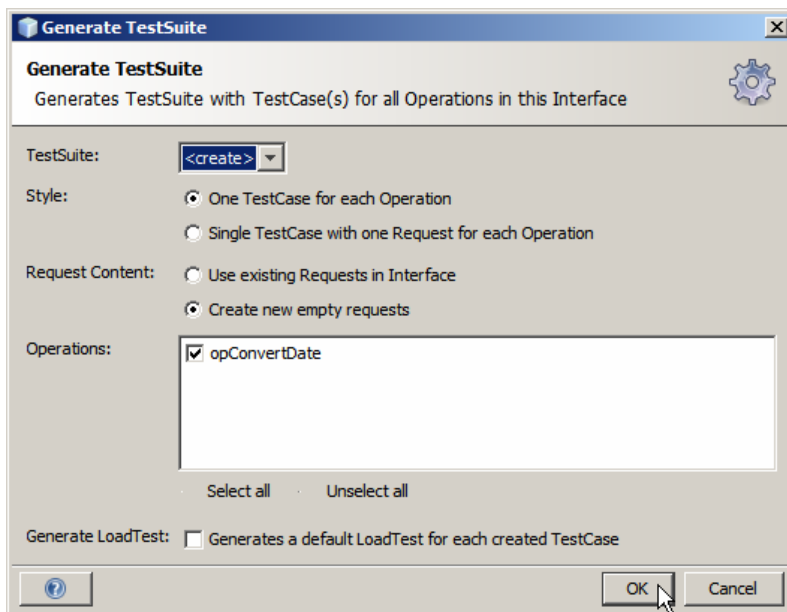 Generate TestSuite
Generate TestSuite
Generates TestSuite with TestCase(s) for all Operations in this Interface
TestSuite: <create>
Style: One TestCase for each Operation
Single TestCase with one Request for each Operation
Request Content: Use existing Requests in Interface
Create new empty requests
Operations: opConvertDate
Select all Unselect all
Generate LoadTest: Generates a default LoadTest for each created TestCase
? OK Cancel